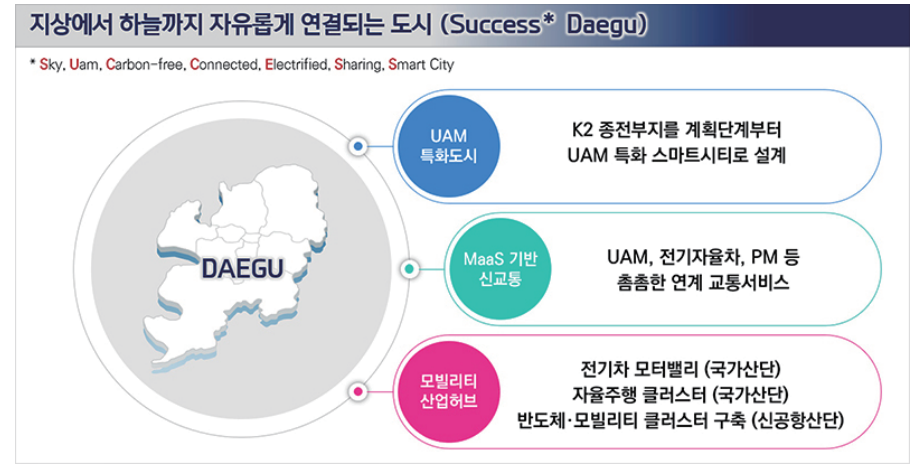 지상에서 하늘까지 자유롭게 연결되는 도시 (Success* Daegu)
* Sky, Uam, Carbon-free, Connected, Electrified, Sharing, Smart City
DAEGU
UAM
특화도시
K2 종전부지를 계획단계부터
UAM 특화 스마트시티로 설계
MaaS 기반
신교통
UAM, 전기자율차, PM 등
촘촘한 연계 교통서비스
모빌리티
산업허브
전기차 모터밸리 (국가산단)
자율주행 클러스터 (국가산단)
반도체·모빌리티 클러스터 구축 (신공항산단)